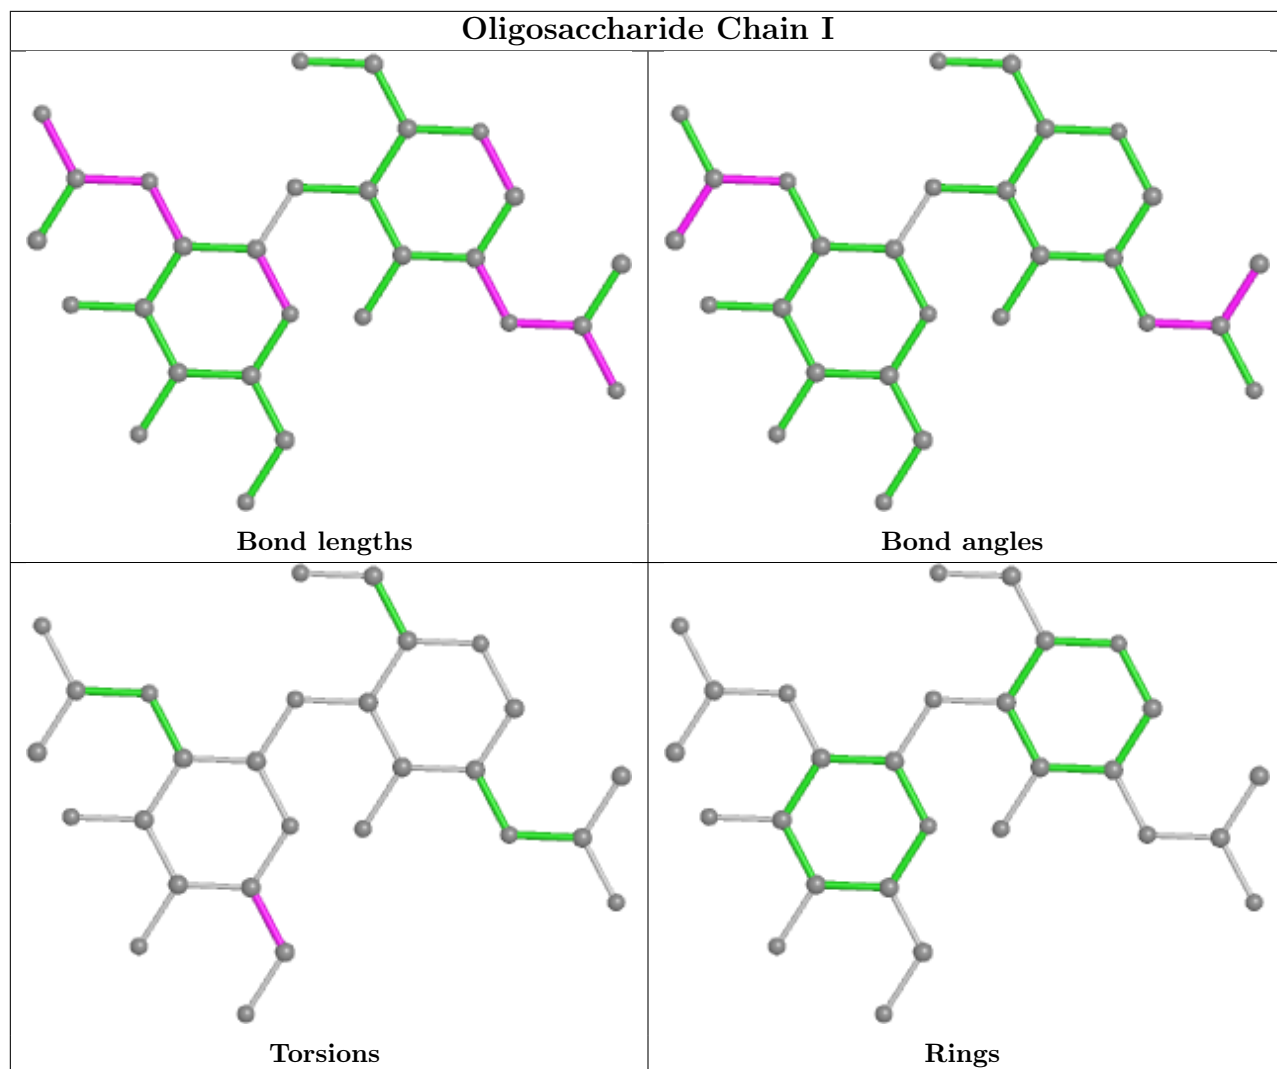 Oligosaccharide Chain I
Bond lengths
Bond angles
Torsions
Rings